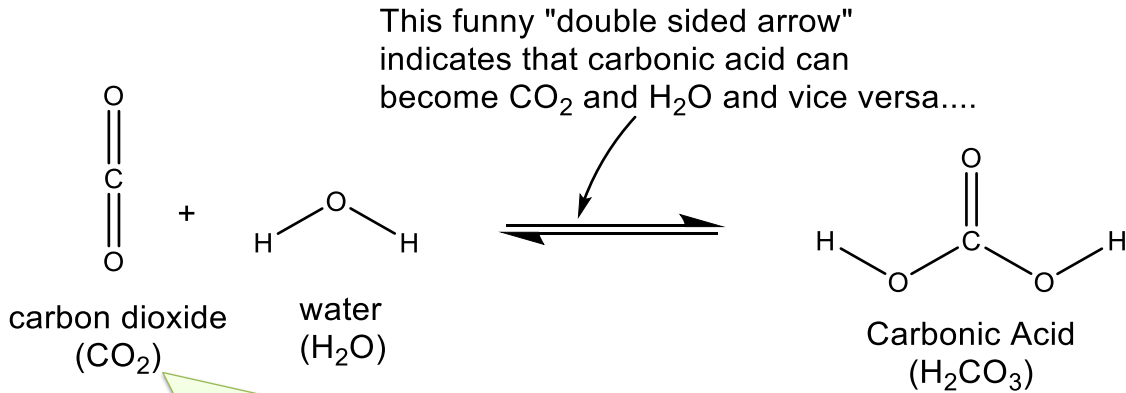 This funny "double sided arrow"
indicates that carbonic acid can
become CO₂ and H₂O and vice versa....
O
C
O
+
O
H H
O
H C H
O O
carbon dioxide
(CO₂)
water
(H₂O)
Carbonic Acid
(H₂CO₃)